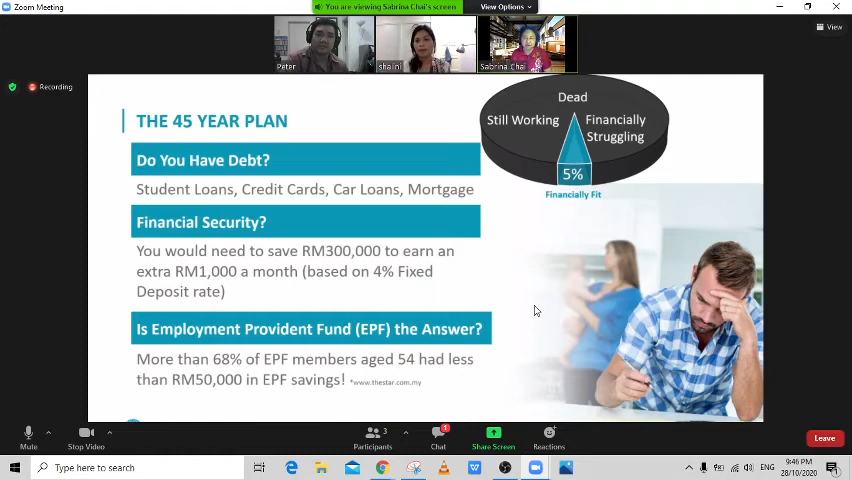 Zoom Meeting
You are viewing Sabrina Chai's screen
View Options
View
Recording
Peter
shalini
Sabrina Chai
THE 45 YEAR PLAN
Do You Have Debt?
Student Loans, Credit Cards, Car Loans, Mortgage
Financial Security?
You would need to save RM300,000 to earn an
extra RM1,000 a month (based on 4% Fixed
Deposit rate)
Is Employment Provident Fund (EPF) the Answer?
More than 68% of EPF members aged 54 had less
than RM50,000 in EPF savings! *www.thestar.com.my
Dead
Still Working
Financially
Struggling
5%
Financially Fit
Mute
Stop Video
3
Participants
1
Chat
Share Screen
Reactions
Leave
Type here to search
ENG
9:46 PM
28/10/2020